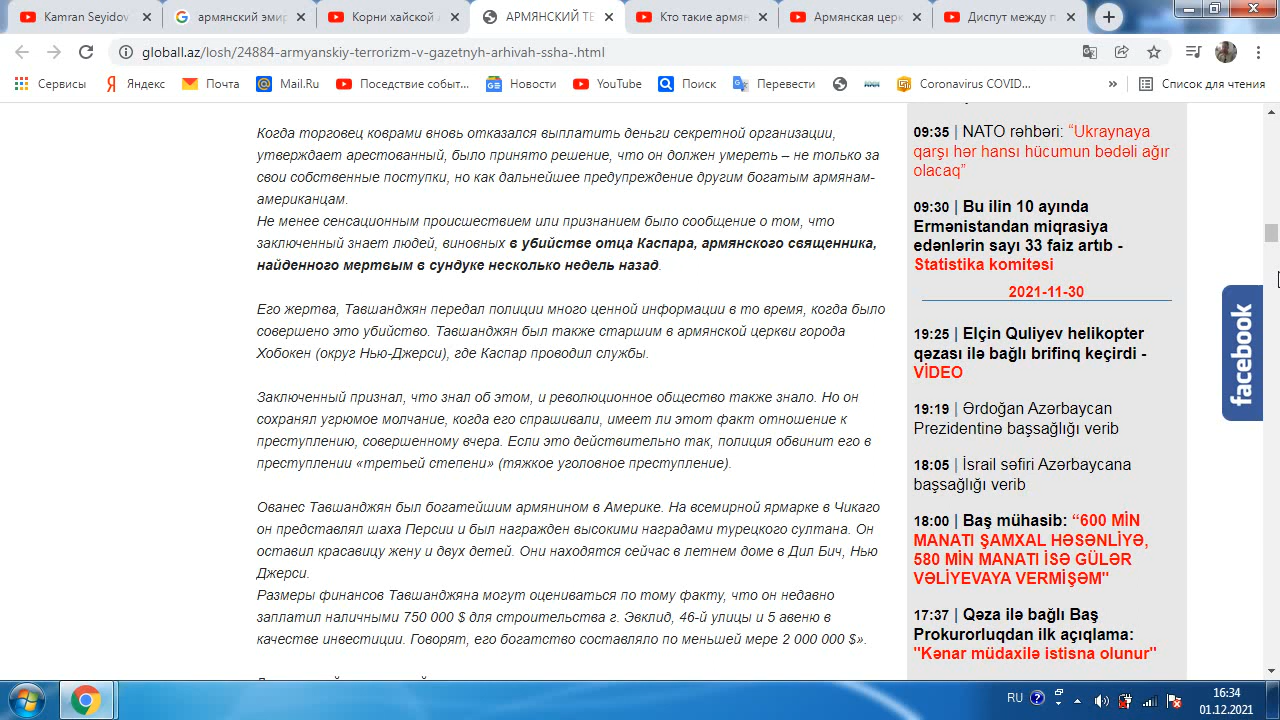 Kamran Seyidov
армянский эмир
Корни хайской
АРМЯНСКИЙ ТЕ
Кто такие армян
Армянская церк
Диспут между п
globall.az/losh/24884-armyanskiy-terrorizm-v-gazetnyh-arhivah-ssha-.html
Сервисы
Яндекс
Почта
Mail.Ru
Поседствие событ...
Новости
YouTube
Поиск
Перевести
Coronavirus COVID...
»
Список для чтения
Когда торговец коврами вновь отказался выплатить деньги секретной организации,
утверждает арестованный, было принято решение, что он должен умереть – не только за
свои собственные поступки, но как дальнейшее предупреждение другим богатым армянам-
американцам.
Не менее сенсационным происшествием или признанием было сообщение о том, что
заключенный знает людей, виновных в убийстве отца Каспара, армянского священника,
найденного мертвым в сундуке несколько недель назад.
Его жертва, Тавшанджян передал полиции много ценной информации в то время, когда было
совершено это убийство. Тавшанджян был также старшим в армянской церкви города
Хобокен (округ Нью-Джерси), где Каспар проводил службы.
Заключенный признал, что знал об этом, и революционное общество также знало. Но он
сохранял угрюмое молчание, когда его спрашивали, имеет ли этот факт отношение к
преступлению, совершенному вчера. Если это действительно так, полиция обвинит его в
преступлении «третьей степени» (тяжкое уголовное преступление).
Ованес Тавшанджян был богатейшим армянином в Америке. На всемирной ярмарке в Чикаго
он представлял шаха Персии и был награжден высокими наградами турецкого султана. Он
оставил красавицу жену и двух детей. Они находятся сейчас в летнем доме в Дил Бич, Нью
Джерси.
Размеры финансов Тавшанджяна могут оцениваться по тому факту, что он недавно
заплатил наличными 750 000 $ для строительства г. Эвклид, 46-й улицы и 5 авеню в
качестве инвестиции. Говорят, его богатство составляло по меньшей мере 2 000 000 $».
09:35 | NATO rəhbəri: “Ukraynaya
qarşı hər hansı hücumun bədəli ağır
olacaq”
09:30 | Bu ilin 10 ayında
Ermənistandan miqrasiya
edənlərin sayı 33 faiz artıb -
Statistika komitəsi
2021-11-30
19:25 | Elçin Quliyev helikopter
qəzası ilə bağlı brifinq keçirdi -
VİDEO
19:19 | Ərdoğan Azərbaycan
Prezidentinə başsağlığı verib
18:05 | İsrail səfiri Azərbaycana
başsağlığı verib
18:00 | Baş mühasib: “600 MİN
MANATI ŞAMXAL HƏSƏNLİYƏ,
580 MİN MANATI İSƏ GÜLƏR
VƏLİYEVAYA VERMİŞƏM"
17:37 | Qəza ilə bağlı Baş
Prokurorluqdan ilk açıqlama:
"Kənar müdaxilə istisna olunur"
facebook
RU
16:34
01.12.2021